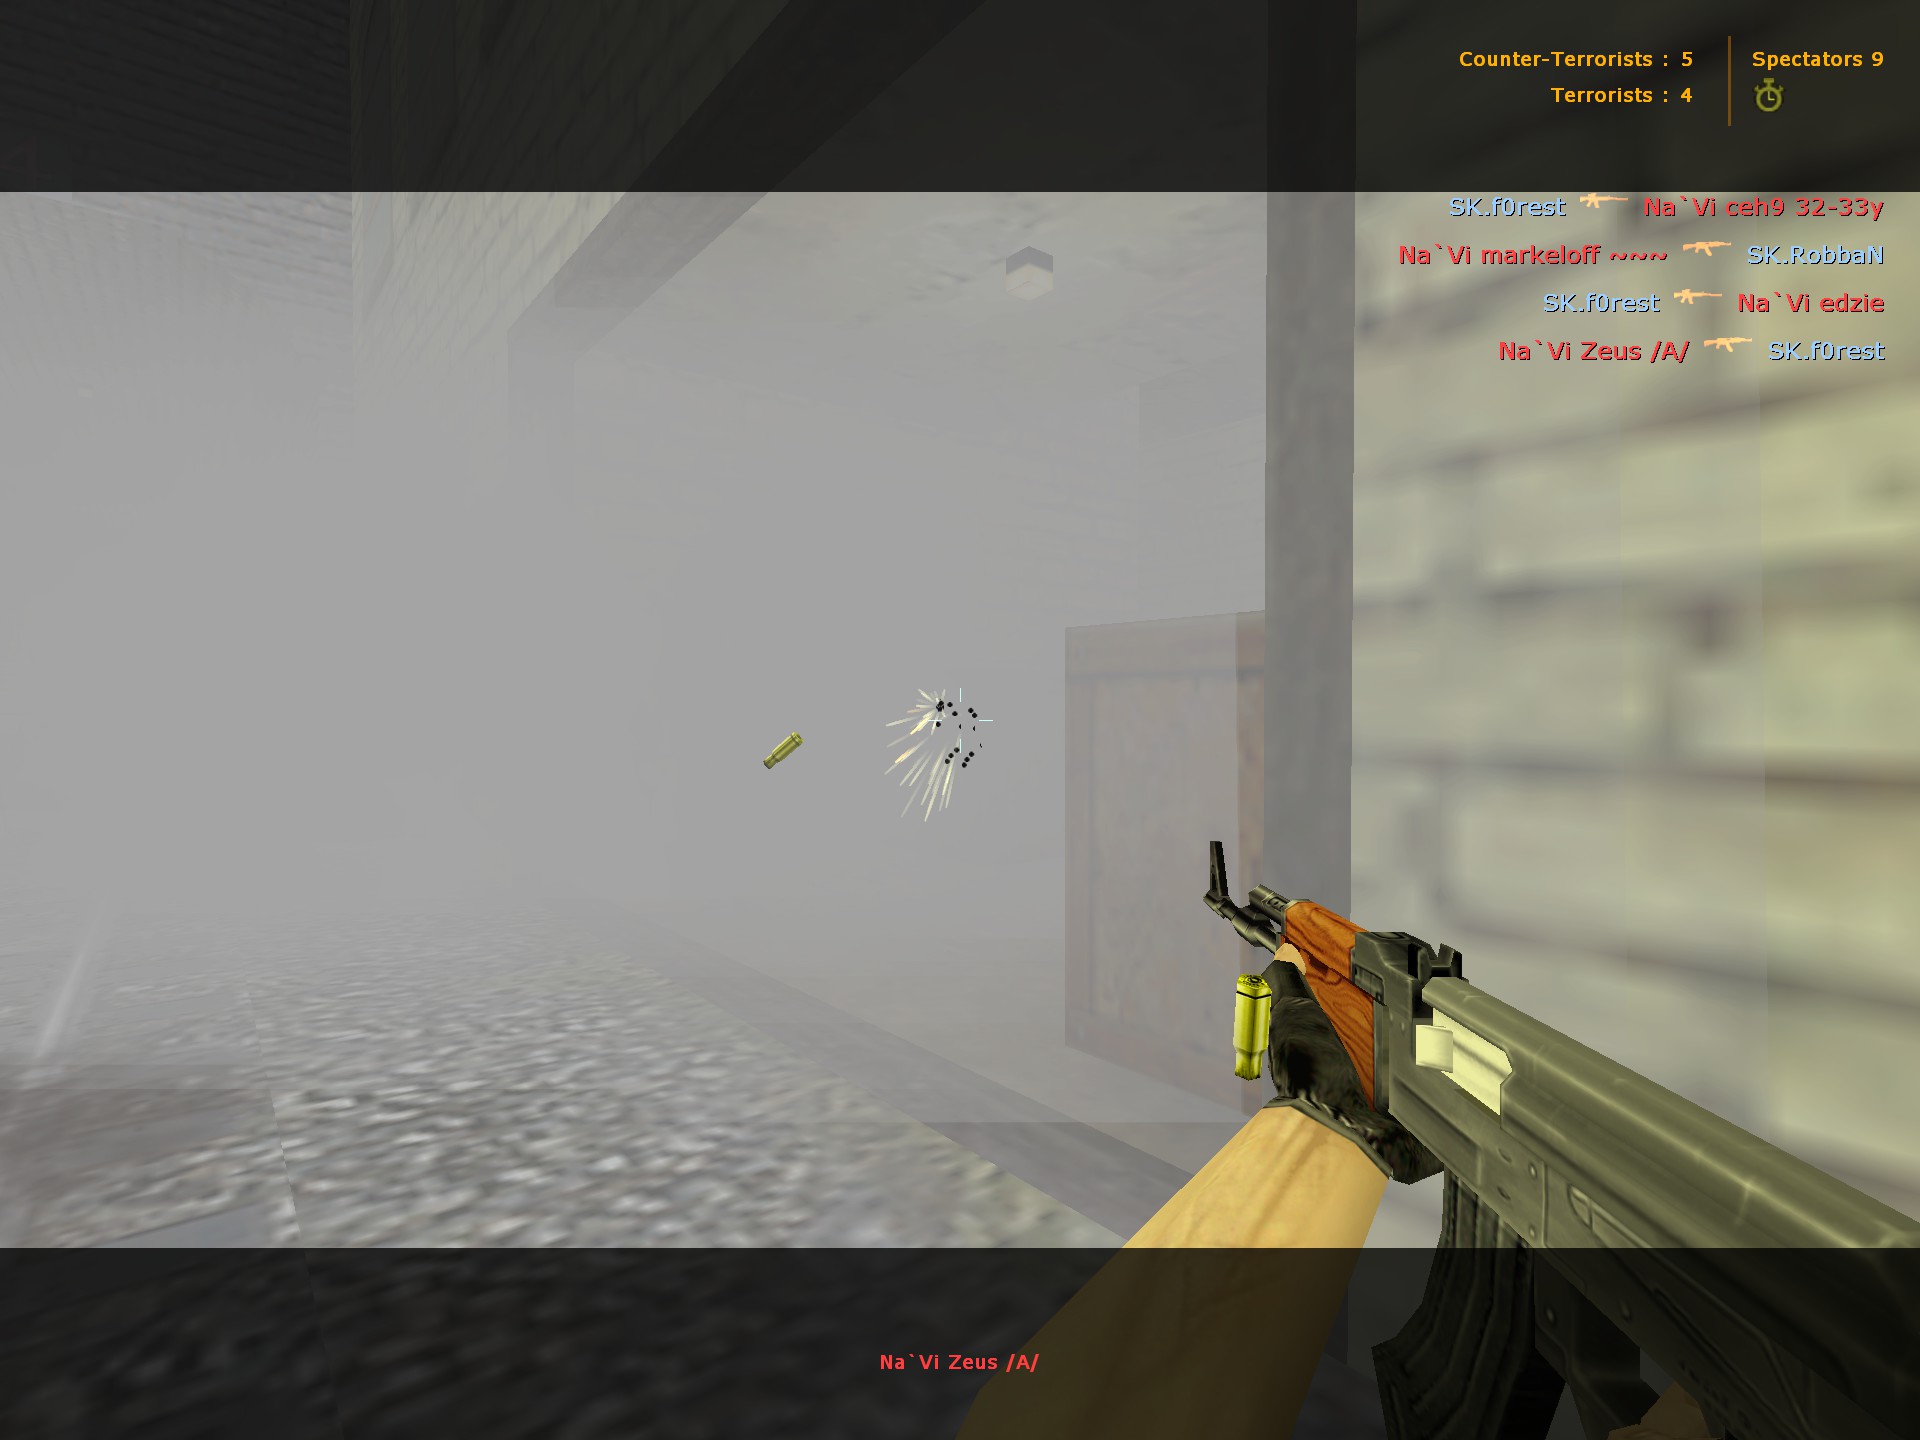 Counter-Terrorists : 5
Terrorists : 4
Spectators 9
SK.f0rest Na`Vi ceh9 32-33y
Na`Vi markeloff ~~~ SK.RobbaN
SK.f0rest Na`Vi edzie
Na`Vi Zeus /A/ SK.f0rest
Na`Vi Zeus /A/